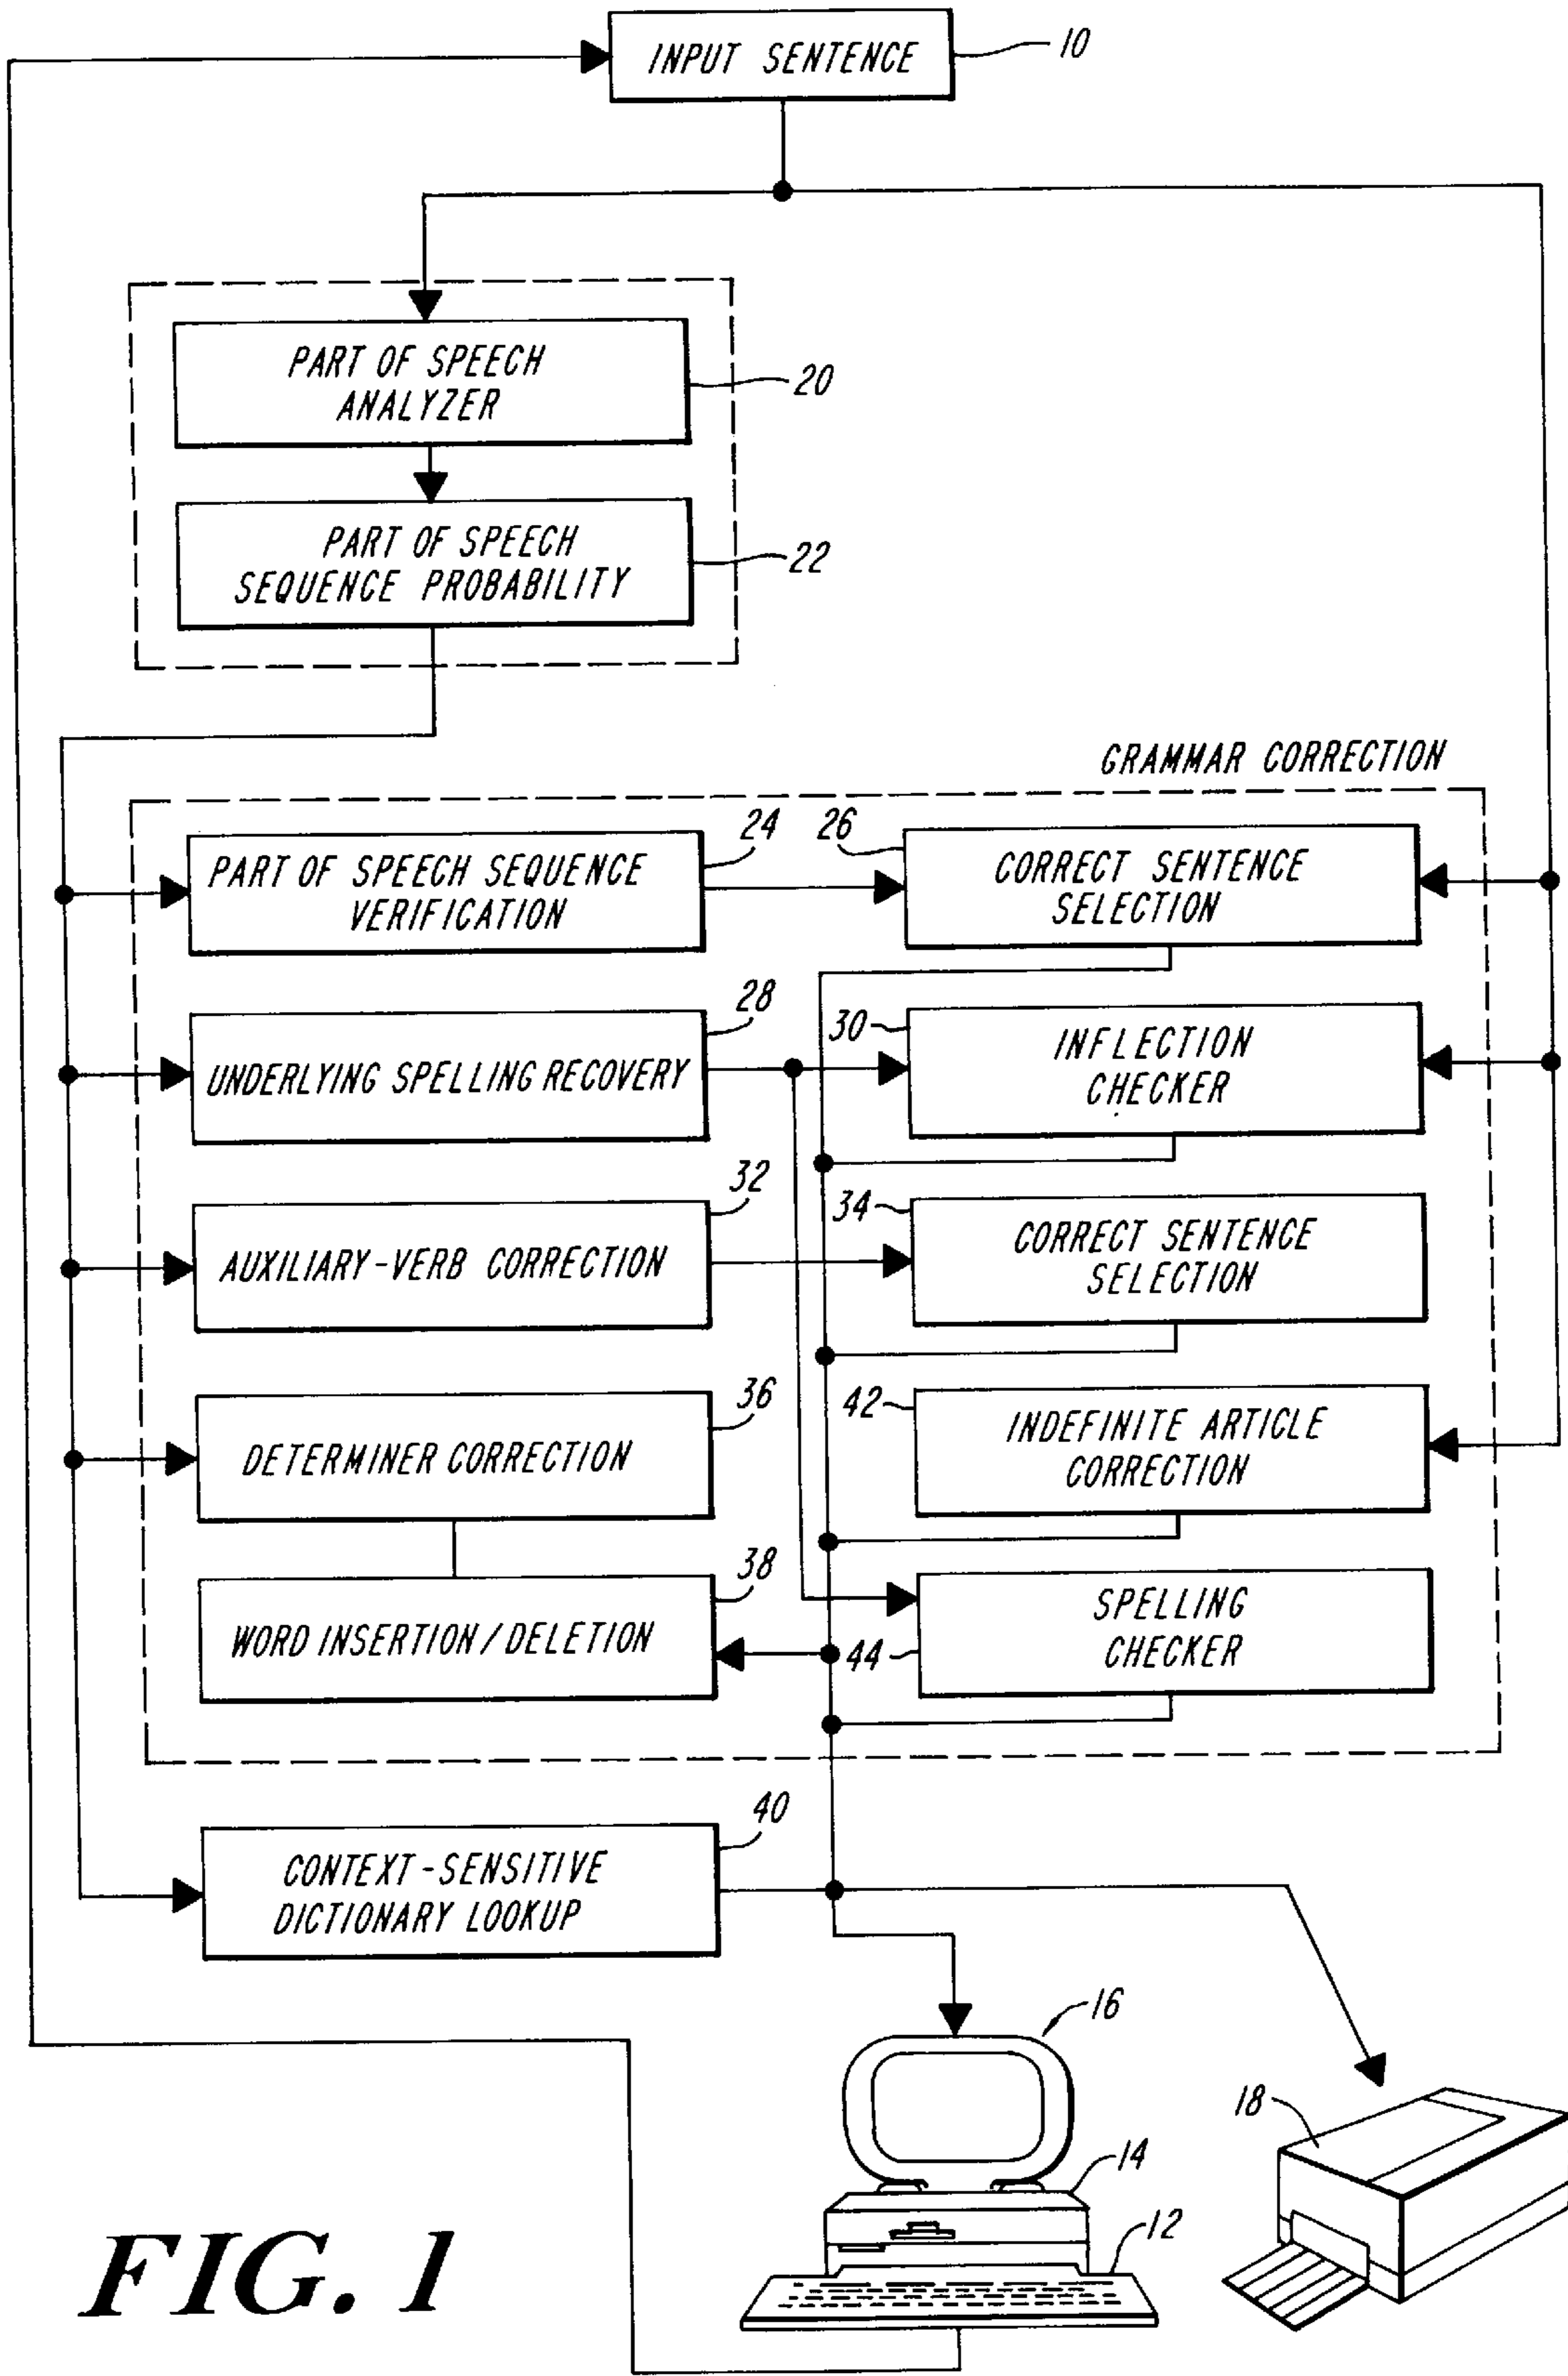 INPUT SENTENCE
10
PART OF SPEECH
ANALYZER
20
PART OF SPEECH
SEQUENCE PROBABILITY
22
GRAMMAR CORRECTION
24
PART OF SPEECH SEQUENCE
VERIFICATION
26
CORRECT SENTENCE
SELECTION
28
UNDERLYING SPELLING RECOVERY
30
INFLECTION
CHECKER
32
AUXILIARY-VERB CORRECTION
34
CORRECT SENTENCE
SELECTION
36
DETERMINER CORRECTION
42
INDEFINITE ARTICLE
CORRECTION
38
WORD INSERTION/DELETION
44
SPELLING
CHECKER
40
CONTEXT-SENSITIVE
DICTIONARY LOOKUP
16
18
14
12
FIG. 1